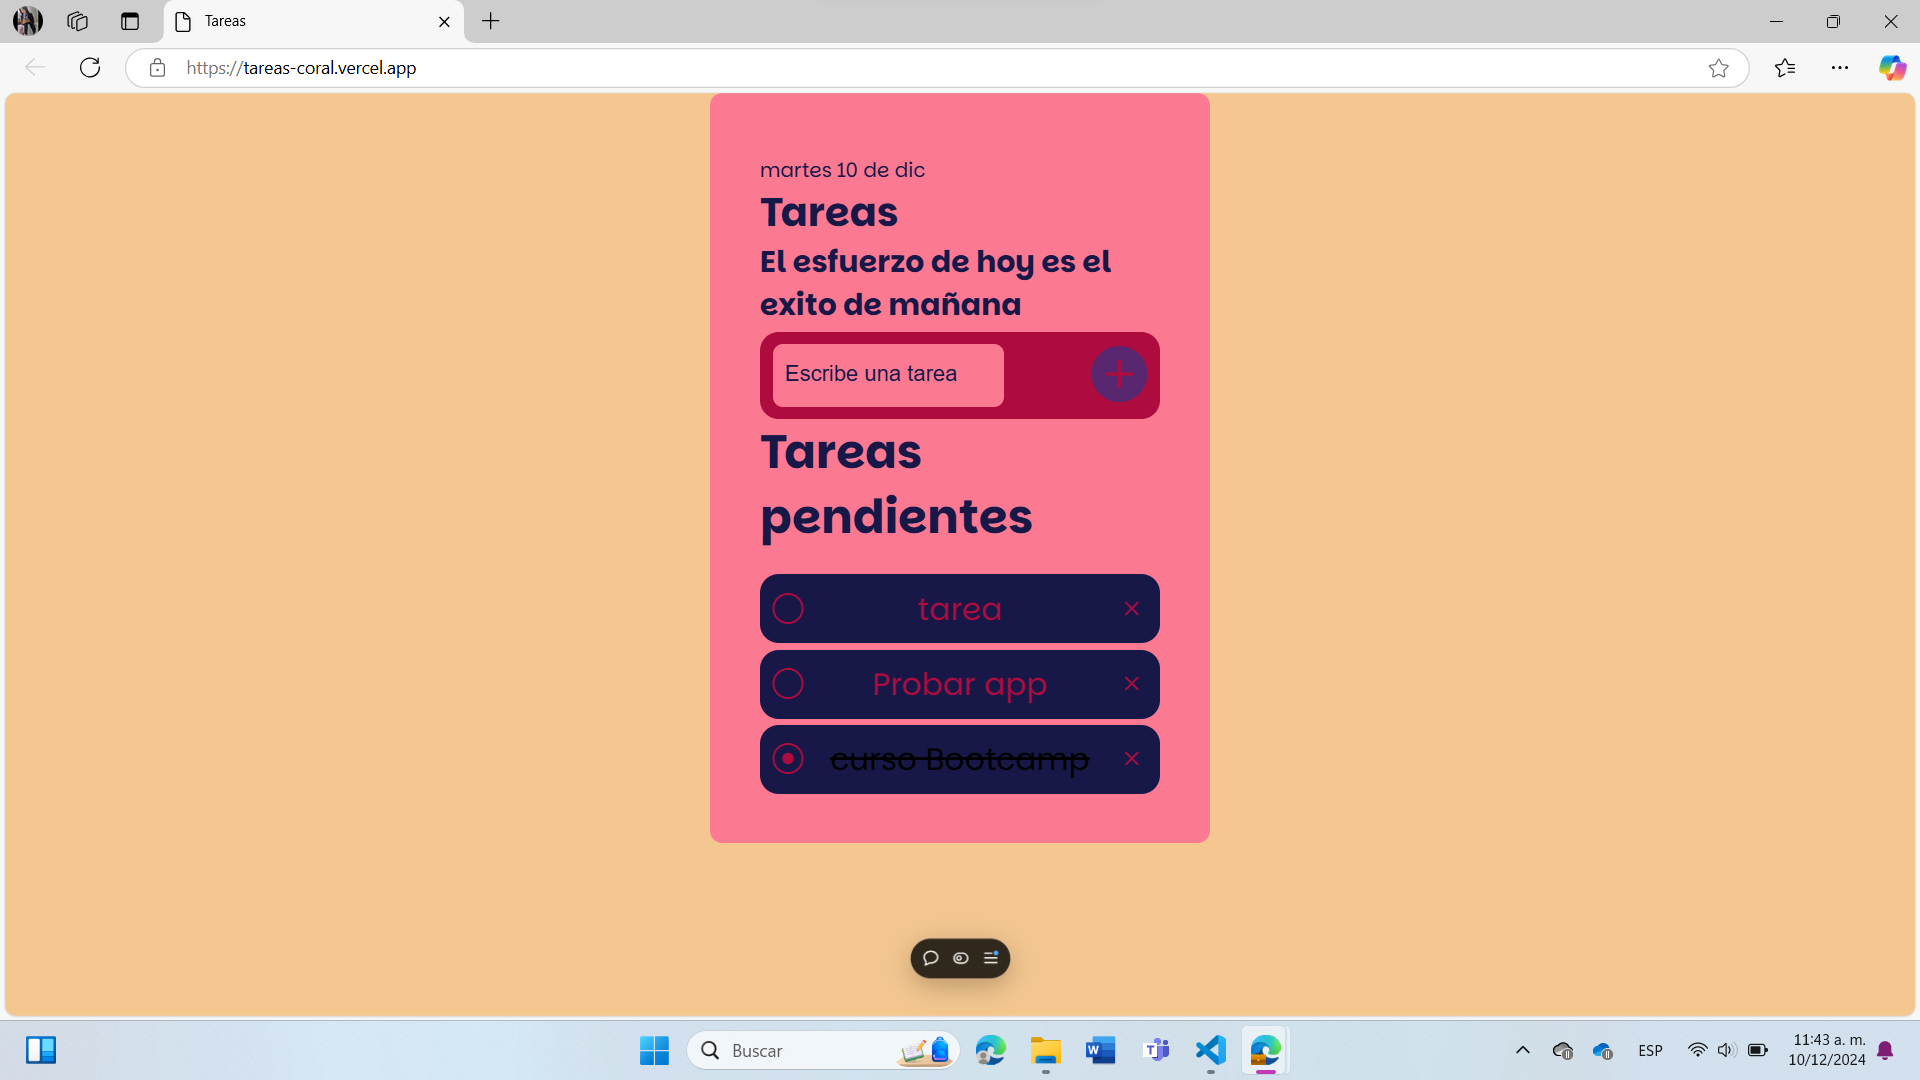 Tareas
https://tareas-coral.vercel.app
martes 10 de dic
Tareas
El esfuerzo de hoy es el
exito de mañana
Escribe una tarea
Tareas
pendientes
tarea
Probar app
curso Bootcamp
Buscar
ESP
11:43 a. m.
10/12/2024